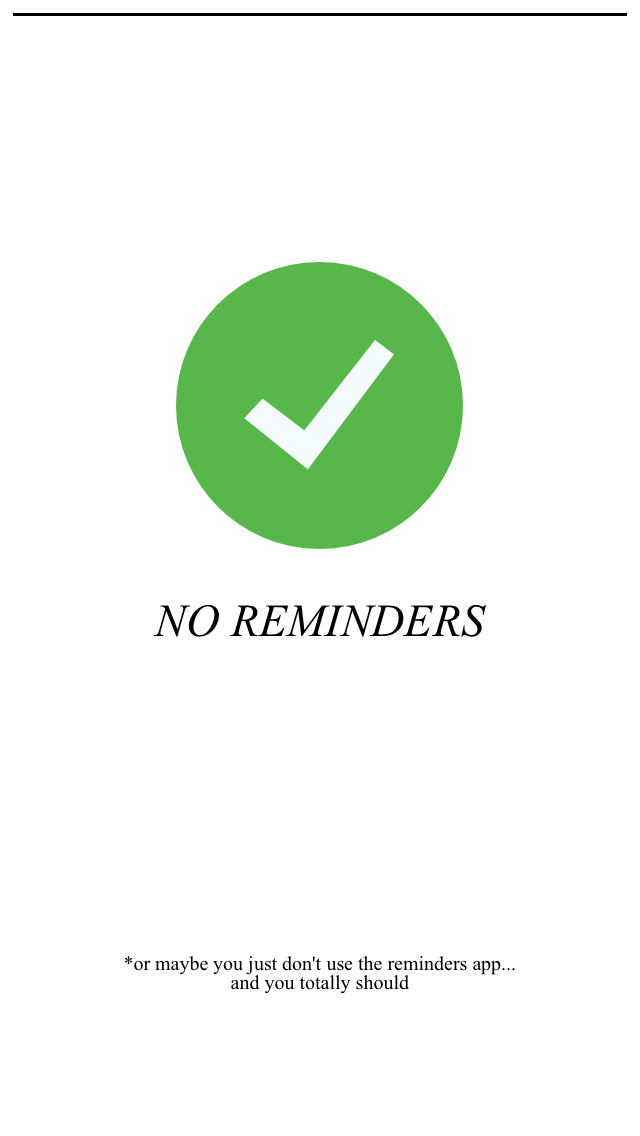 NO REMINDERS
*or maybe you just don't use the reminders app...
and you totally should